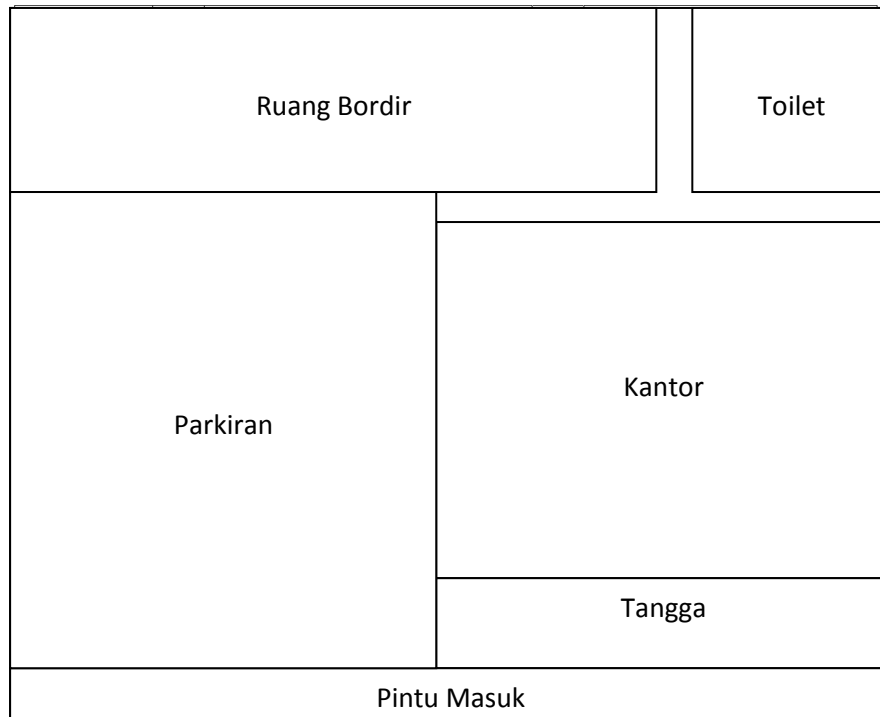 Ruang Bordir
Toilet
Kantor
Parkiran
Tangga
Pintu Masuk